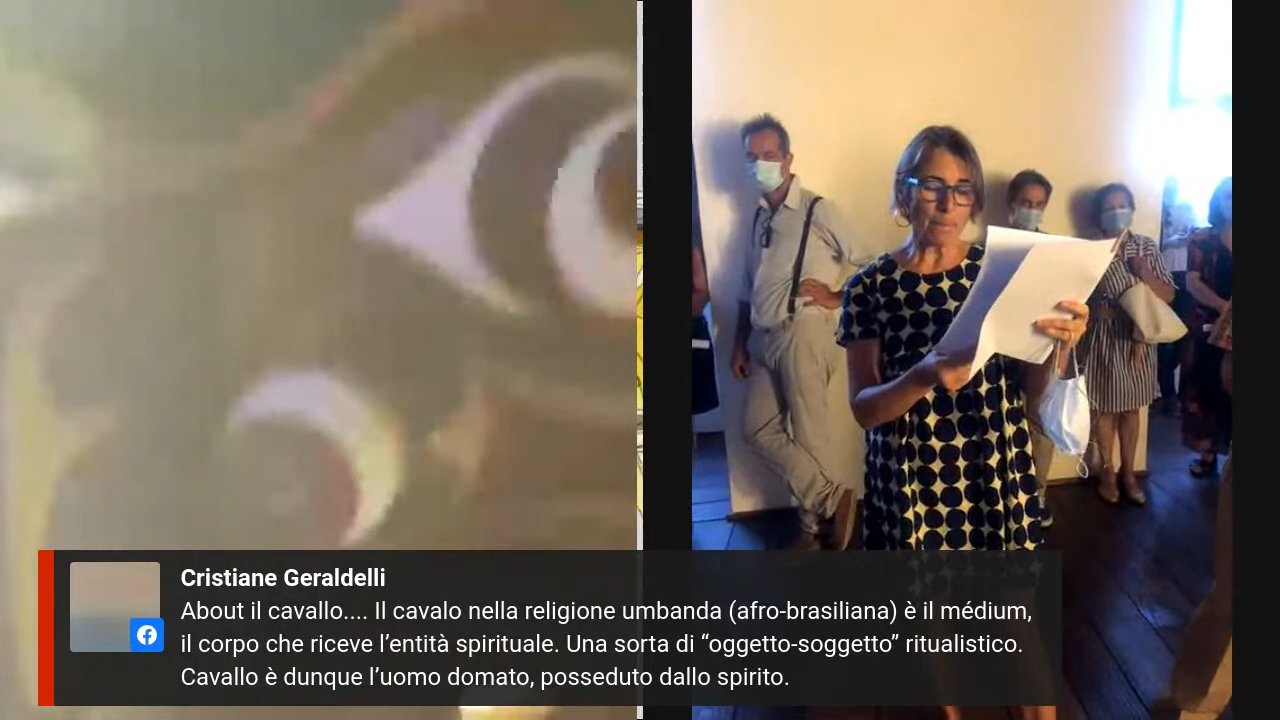 Cristiane Geraldelli
About il cavallo.... Il cavalo nella religione umbanda (afro-brasiliana) è il médium,
il corpo che riceve l’entità spirituale. Una sorta di “oggetto-soggetto” ritualistico.
Cavallo è dunque l’uomo domato, posseduto dallo spirito.